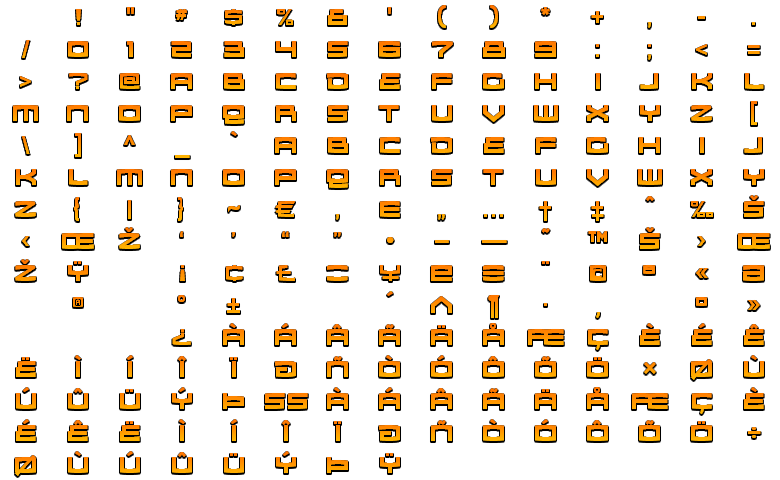 ! " # $ % & ' ( ) * + , - .
/ 0 1 2 3 4 5 6 7 8 9 : ; < =
> ? @ A B C D E F G H I J K L
M N O P Q R S T U V W X Y Z [
\ ] ^ _ ` A B C D E F G H I J
K L M N O P Q R S T U V W X Y
Z { | } ~ € , E „ … † ‡ ˆ ‰ Š
‹ Œ Ž ‘ ’ “ ” • – — ˜ ™ Š › Œ
Ž Ÿ ¡ ¢ £ ¥ ¨ © ª «
® ° ± ´ ¶ · ¸ º »
¿ À Á Â Ã Ä Å Æ Ç È É Ê
Ë Ì Í Î Ï Ð Ñ Ò Ó Ô Õ Ö × Ø Ù
Ú Û Ü Ý Þ SS À Á Â Ã Ä Å Æ Ç È
É Ê Ë Ì Í Î Ï Ð Ñ Ò Ó Ô Õ Ö ÷
Ø Ù Ú Û Ü Ý Þ Ÿ